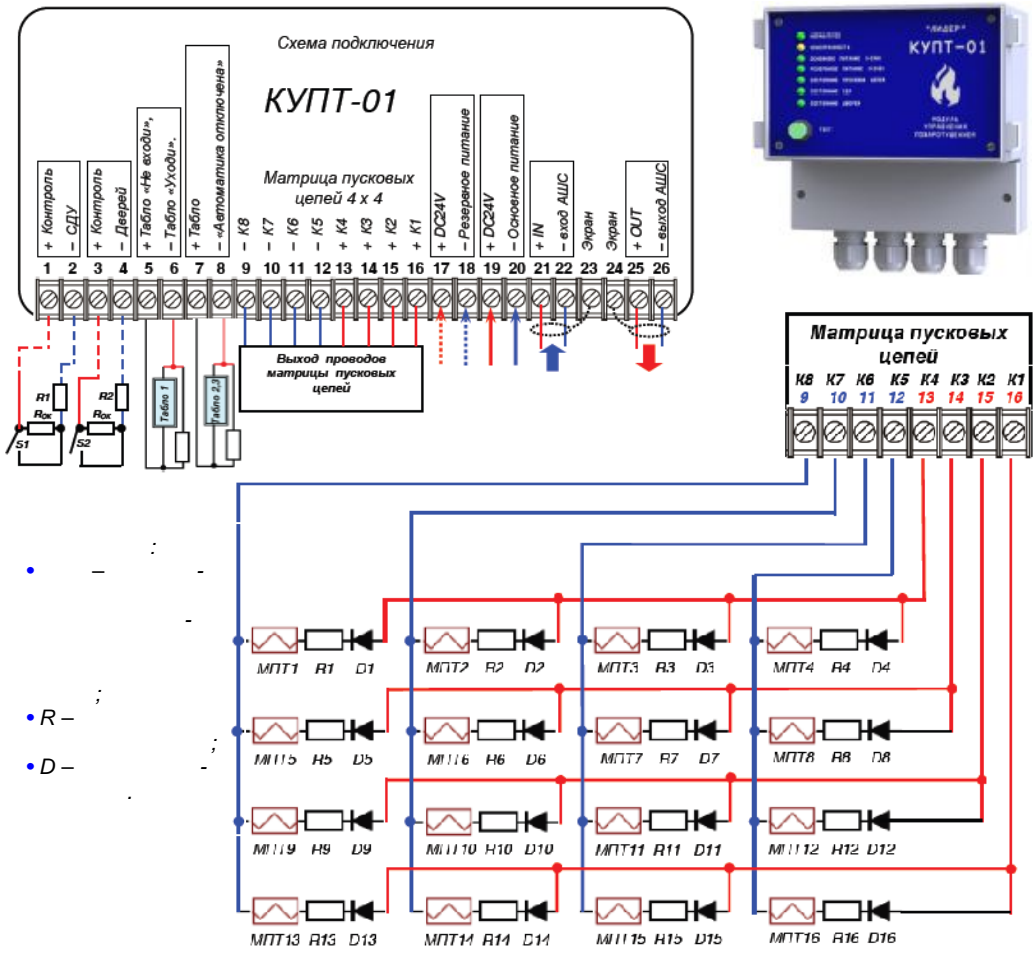 Схема подключения
КУПТ-01
Матрица пусковых
цепей 4 х 4
+ Контроль
– СДУ
+ Контроль
– Дверей
+ Табло «Не входи»,
– Табло «Уходи».
+ Табло
– «Автоматика отключена»
– К8
– К7
– К6
– К5
+ К4
+ К3
+ К2
+ К1
+ DC24V
– Резервное питание
+ DC24V
– Основное питание
+ IN
– вход АШС
Экран
Экран
+ OUT
– выход АШС
1 2 3 4 5 6 7 8 9 10 11 12 13 14 15 16 17 18 19 20 21 22 23 24 25 26
Выход проводов
матрицы пусковых
цепей
R1
Rок
S1
R2
Rок
S2
Табло 1
Табло 2,3
"ЛИДЕР"
КУПТ-01
ТЕСТ
МОДУЛЬ
УПРАВЛЕНИЯ
ПОЖАРОТУШЕНИЕМ
Матрица пусковых
цепей
К8 К7 К6 К5 К4 К3 К2 К1
9 10 11 12 13 14 15 16
:
– -
-
;
• R –
;
• D – -
.
МПТ1 R1 D1 МПТ2 R2 D2 МПТ3 R3 D3 МПТ4 R4 D4
МПТ5 R5 D5 МПТ6 R6 D6 МПТ7 R7 D7 МПТ8 R8 D8
МПТ9 R9 D9 МПТ10 R10 D10 МПТ11 R11 D11 МПТ12 R12 D12
МПТ13 R13 D13 МПТ14 R14 D14 МПТ15 R15 D15 МПТ16 R16 D16